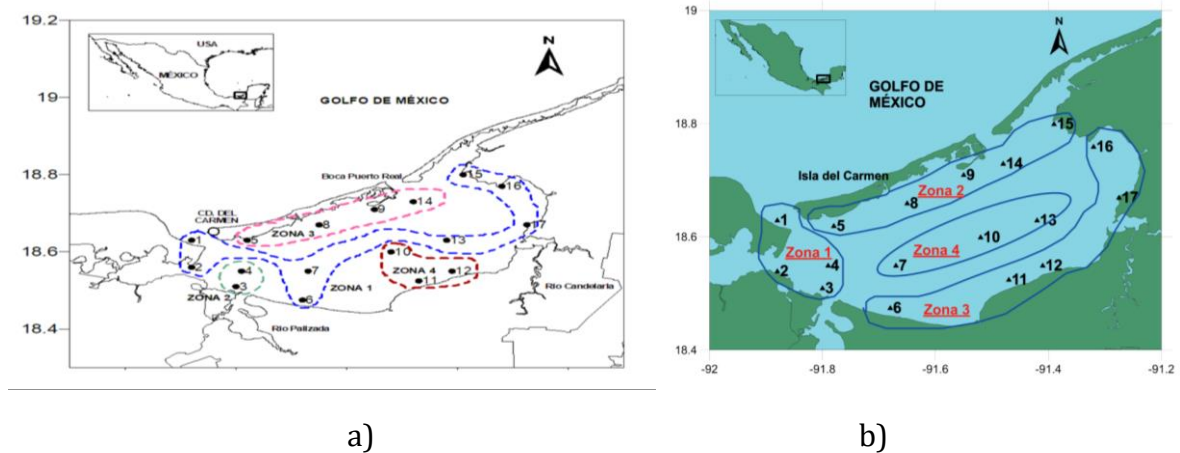 19.2
19
18.8
18.6
18.4
USA
MÉXICO
N
GOLFO DE MÉXICO
Boca Puerto Real
CD. DEL
CARMEN
ZONA 3
ZONA 2
ZONA 1
ZONA 4
Río Candelaria
Río Palizada
1
2
3
4
5
6
7
8
9
10
11
12
13
14
15
16
17
a)
19
18.8
18.6
18.4
-92
-91.8
-91.6
-91.4
-91.2
N
GOLFO DE
MÉXICO
Isla del Carmen
Zona 2
Zona 1
Zona 4
Zona 3
1
2
3
4
5
6
7
8
9
10
11
12
13
14
15
16
17
b)